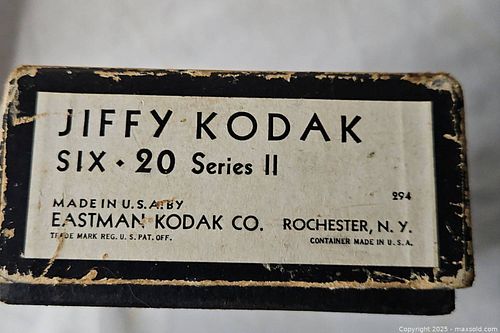 JIFFY KODAK
SIX·20 Series II
294
MADE IN U.S.A. BY
EASTMAN KODAK CO. ROCHESTER, N.Y.
TRADE MARK REG. U.S. PAT. OFF. CONTAINER MADE IN U.S.A.
Copyright 2025 - maxsold.com